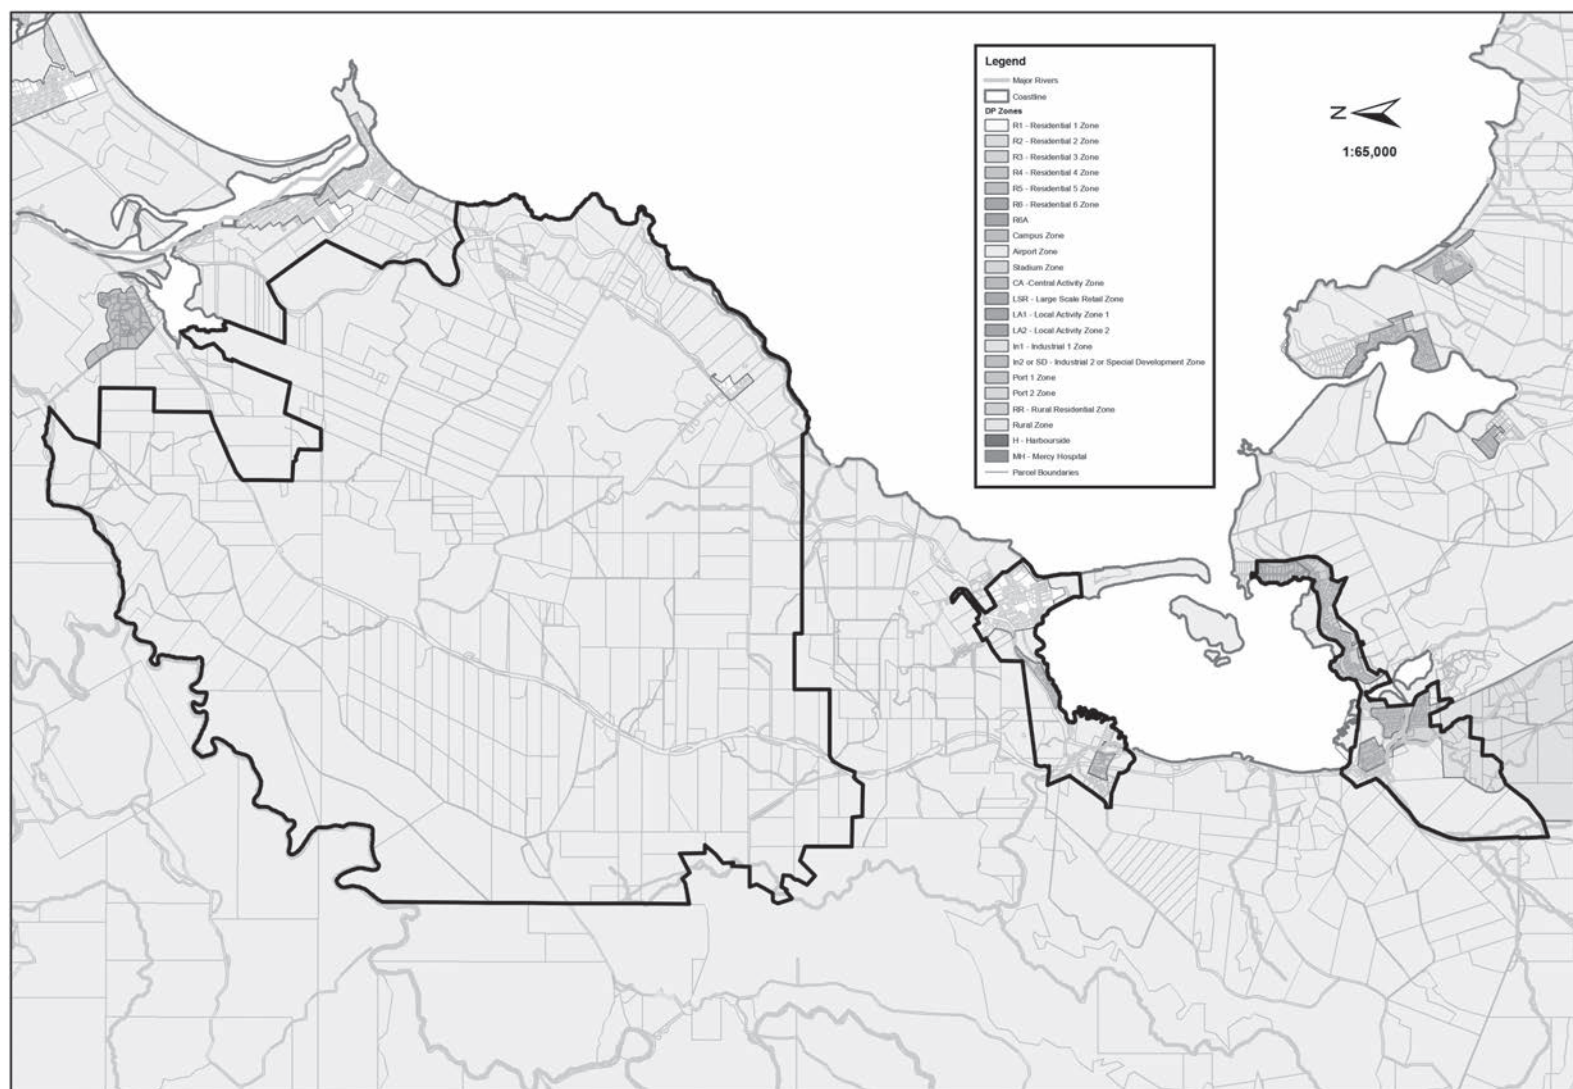 Legend
Major Rivers
Coastline
DP Zones
R1 - Residential 1 Zone
R2 - Residential 2 Zone
R3 - Residential 3 Zone
R4 - Residential 4 Zone
R5 - Residential 5 Zone
R6 - Residential 6 Zone
R6A
Campus Zone
Airport Zone
Stadium Zone
CA -Central Activity Zone
LSR - Large Scale Retail Zone
LA1 - Local Activity Zone 1
LA2 - Local Activity Zone 2
In1 - Industrial 1 Zone
In2 or SD - Industrial 2 or Special Development Zone
Port 1 Zone
Port 2 Zone
RR - Rural Residential Zone
Rural Zone
H - Harbourside
MH - Mercy Hospital
Parcel Boundaries
N
1:65,000